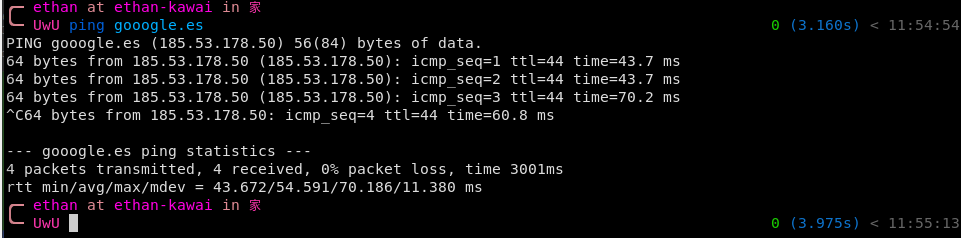 ethan at ethan-kawai in 家
UwU ping gooogle.es 0 (3.160s) < 11:54:54
PING gooogle.es (185.53.178.50) 56(84) bytes of data.
64 bytes from 185.53.178.50 (185.53.178.50): icmp_seq=1 ttl=44 time=43.7 ms
64 bytes from 185.53.178.50 (185.53.178.50): icmp_seq=2 ttl=44 time=43.7 ms
64 bytes from 185.53.178.50 (185.53.178.50): icmp_seq=3 ttl=44 time=70.2 ms
^C64 bytes from 185.53.178.50: icmp_seq=4 ttl=44 time=60.8 ms
--- gooogle.es ping statistics ---
4 packets transmitted, 4 received, 0% packet loss, time 3001ms
rtt min/avg/max/mdev = 43.672/54.591/70.186/11.380 ms
ethan at ethan-kawai in 家
UwU 0 (3.975s) < 11:55:13